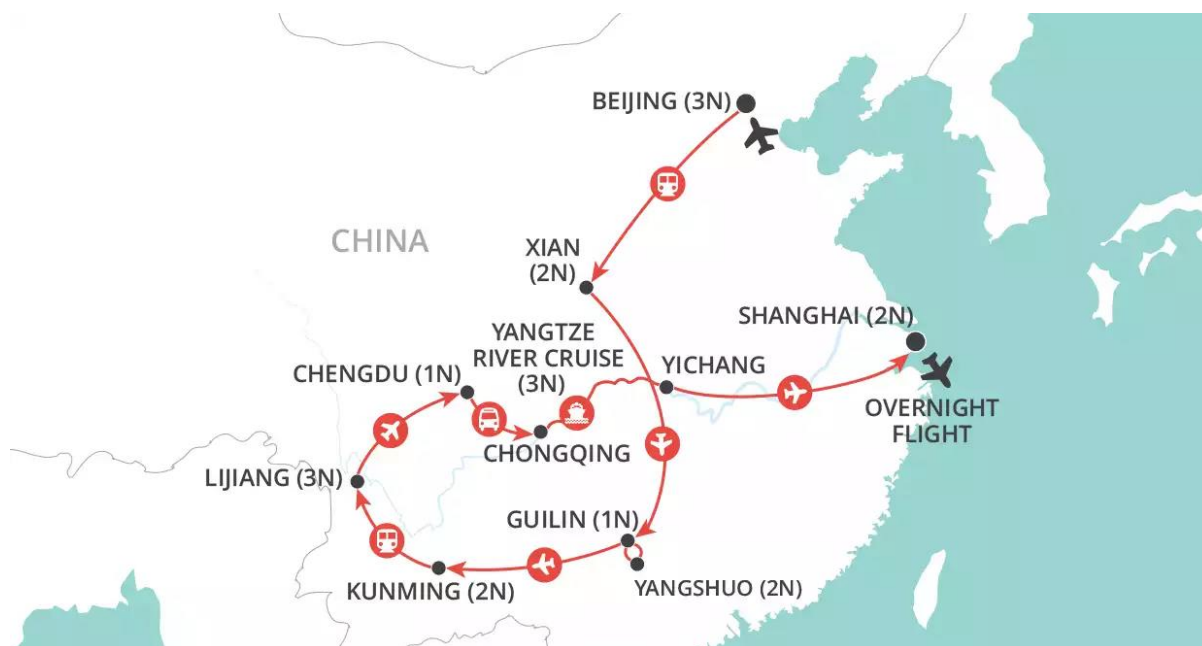 BEIJING (3N)
CHINA
XIAN
(2N)
SHANGHAI (2N)
YANGTZE
RIVER CRUISE
(3N)
YICHANG
CHENGDU (1N)
OVERNIGHT
FLIGHT
CHONGQING
LIJIANG (3N)
GUILIN (1N)
KUNMING (2N)
YANGSHUO (2N)